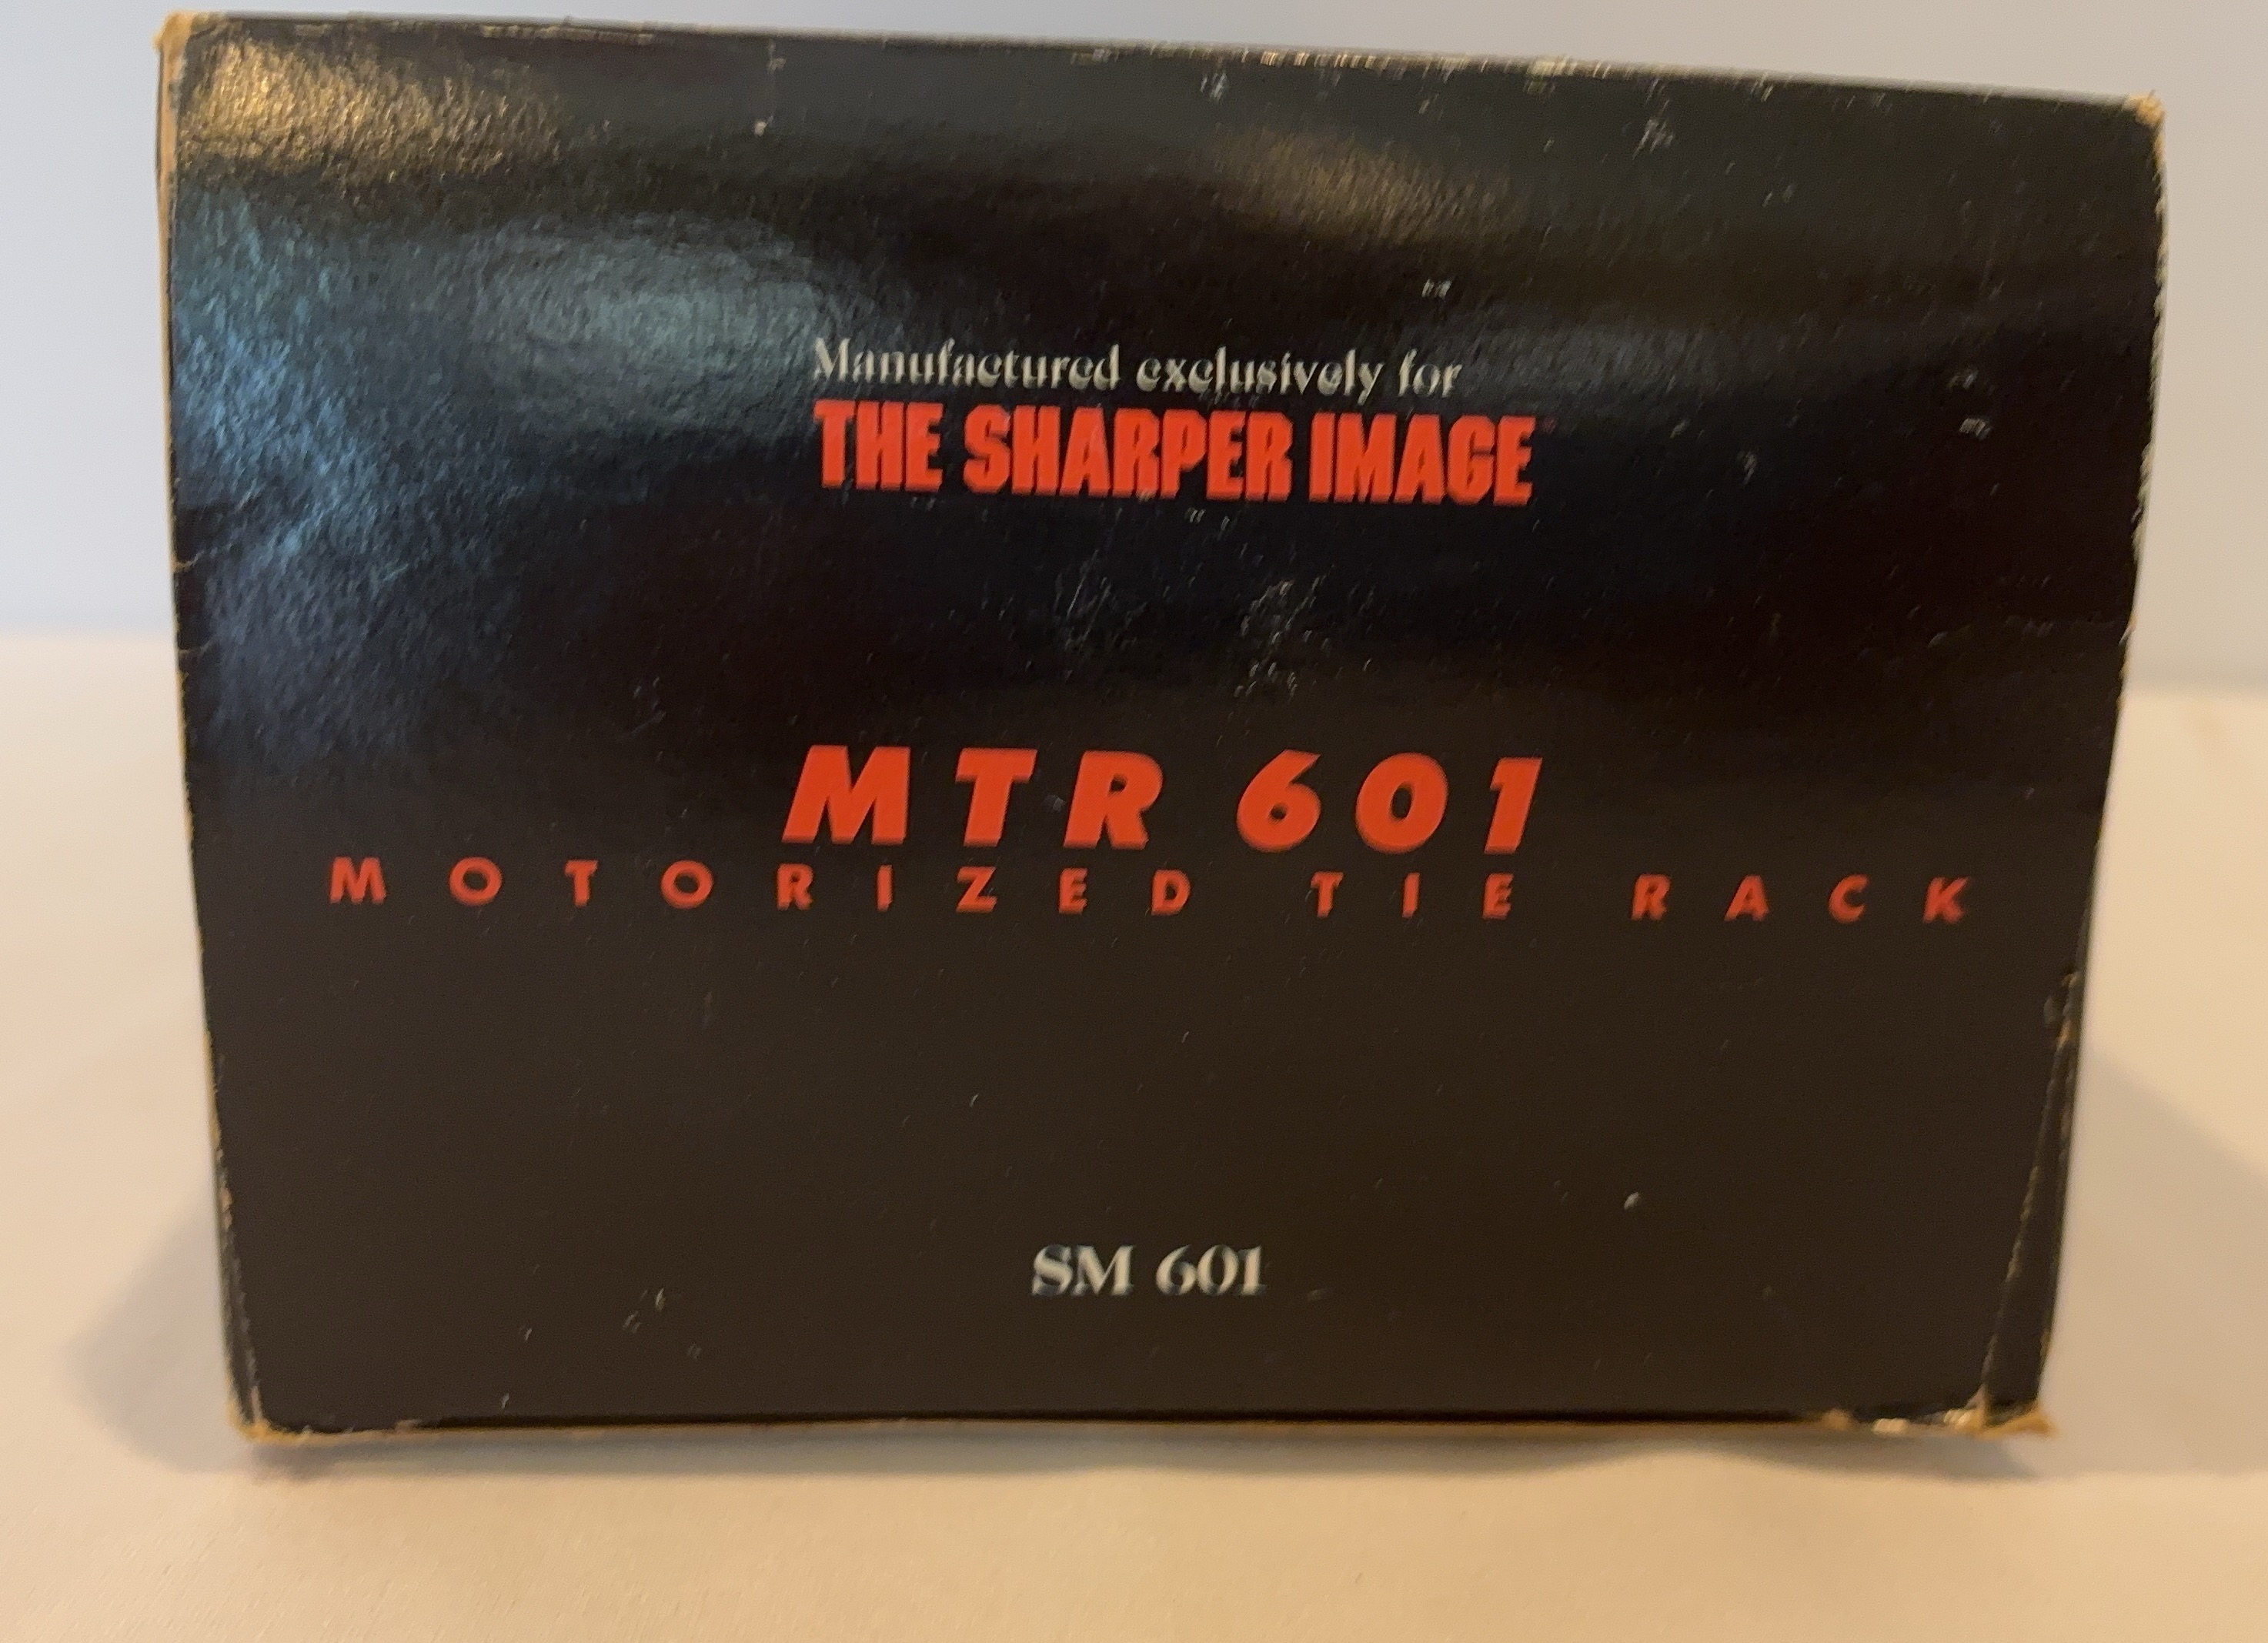 Manufactured exclusively for
THE SHARPER IMAGE
MTR 601
MOTORIZED TIE RACK
SM 601